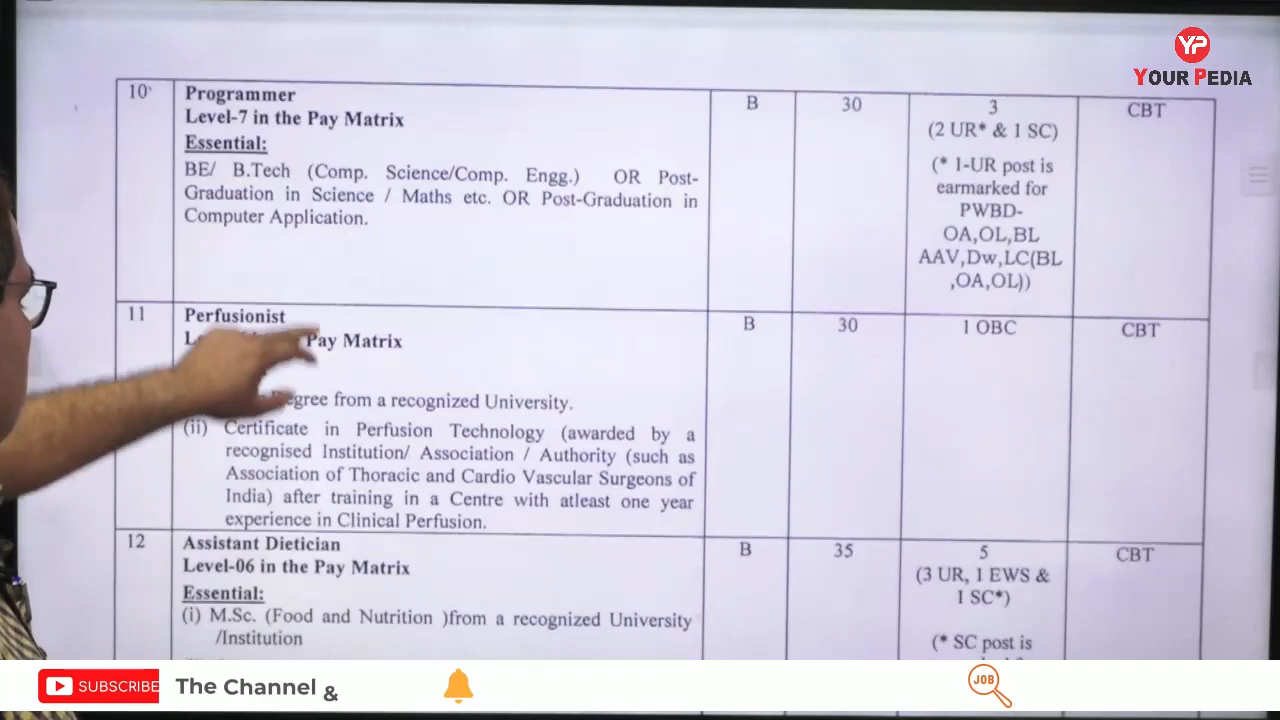 YP
YOUR PEDIA
10
Programmer
Level-7 in the Pay Matrix
Essential:
BE/ B.Tech (Comp. Science/Comp. Engg.) OR Post-
Graduation in Science / Maths etc. OR Post-Graduation in
Computer Application.
B
30
3
(2 UR* & 1 SC)
(* 1-UR post is
earmarked for
PWBD-
OA,OL,BL
AAV,Dw,LC(BL
,OA,OL))
CBT
11
Perfusionist
Pay Matrix
Degree from a recognized University.
(ii) Certificate in Perfusion Technology (awarded by a
recognised Institution/ Association / Authority (such as
Association of Thoracic and Cardio Vascular Surgeons of
India) after training in a Centre with atleast one year
experience in Clinical Perfusion.
B
30
1 OBC
CBT
12
Assistant Dietician
Level-06 in the Pay Matrix
Essential:
(i) M.Sc. (Food and Nutrition )from a recognized University
/Institution
B
35
5
(3 UR, 1 EWS &
1 SC*)
(* SC post is
CBT
SUBSCRIBE
The Channel &
JOB